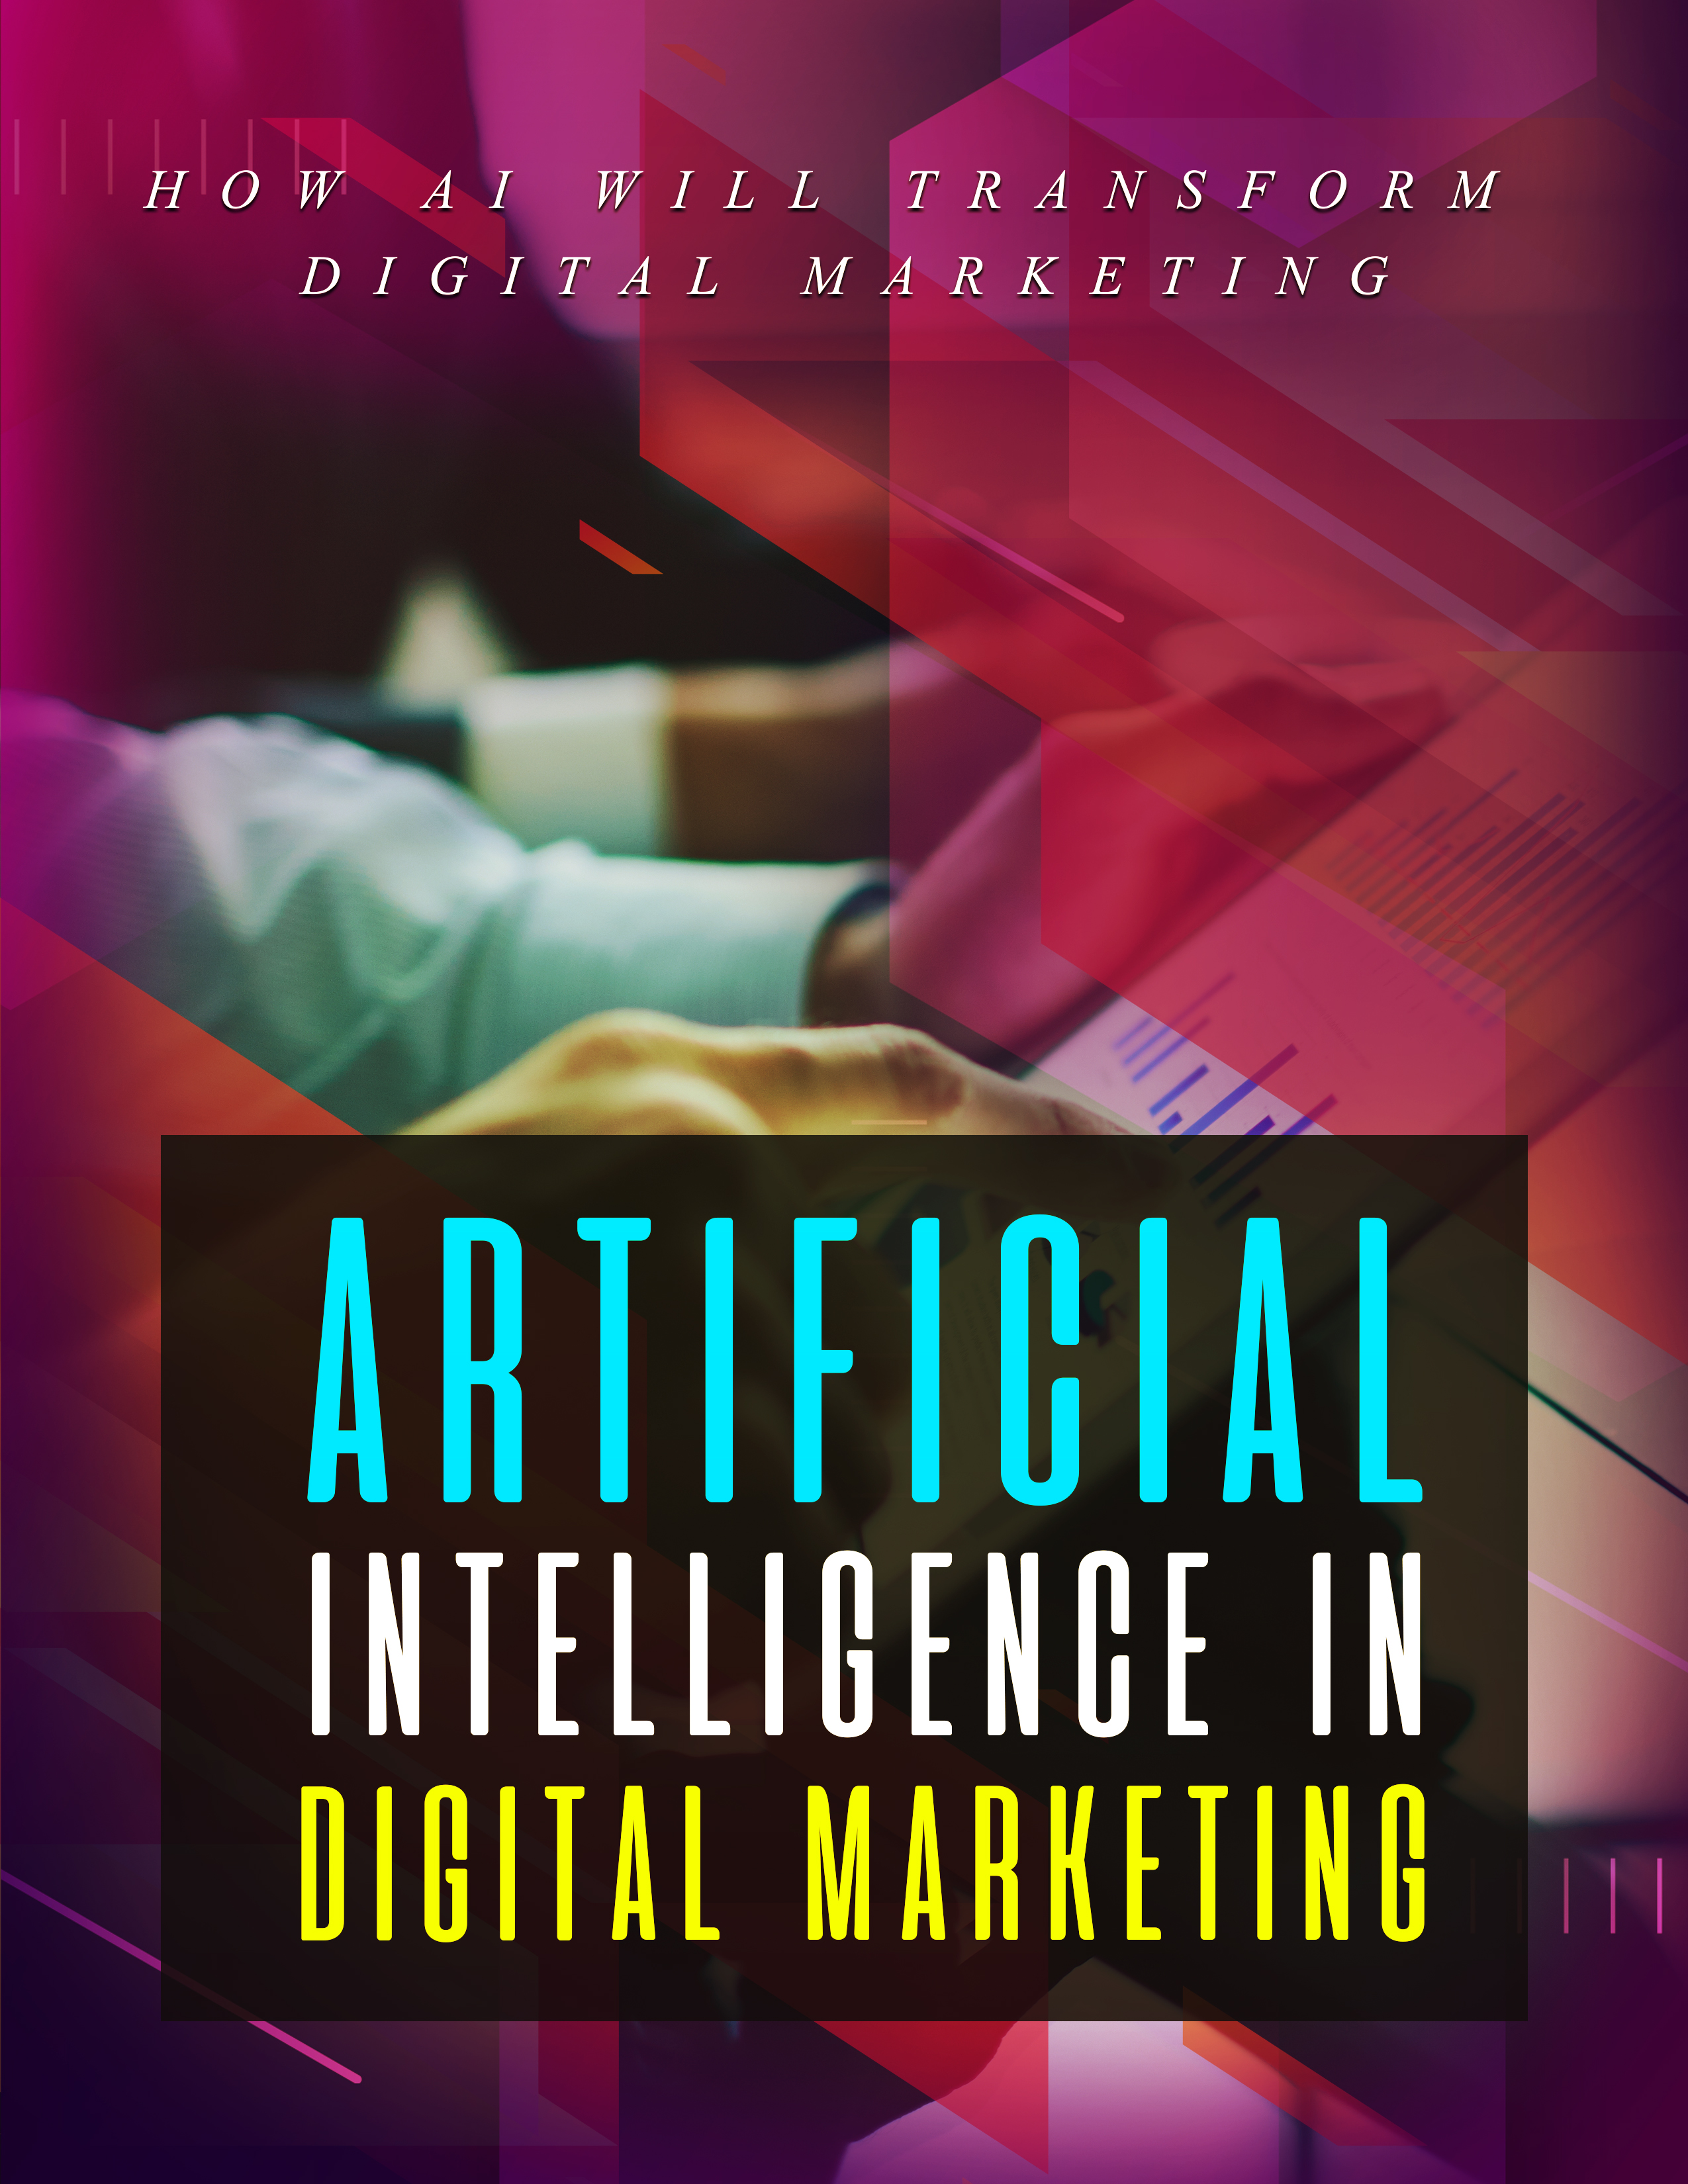 HOW AI WILL TRANSFORM
DIGITAL MARKETING
ARTIFICIAL
INTELLIGENCE IN
DIGITAL MARKETING